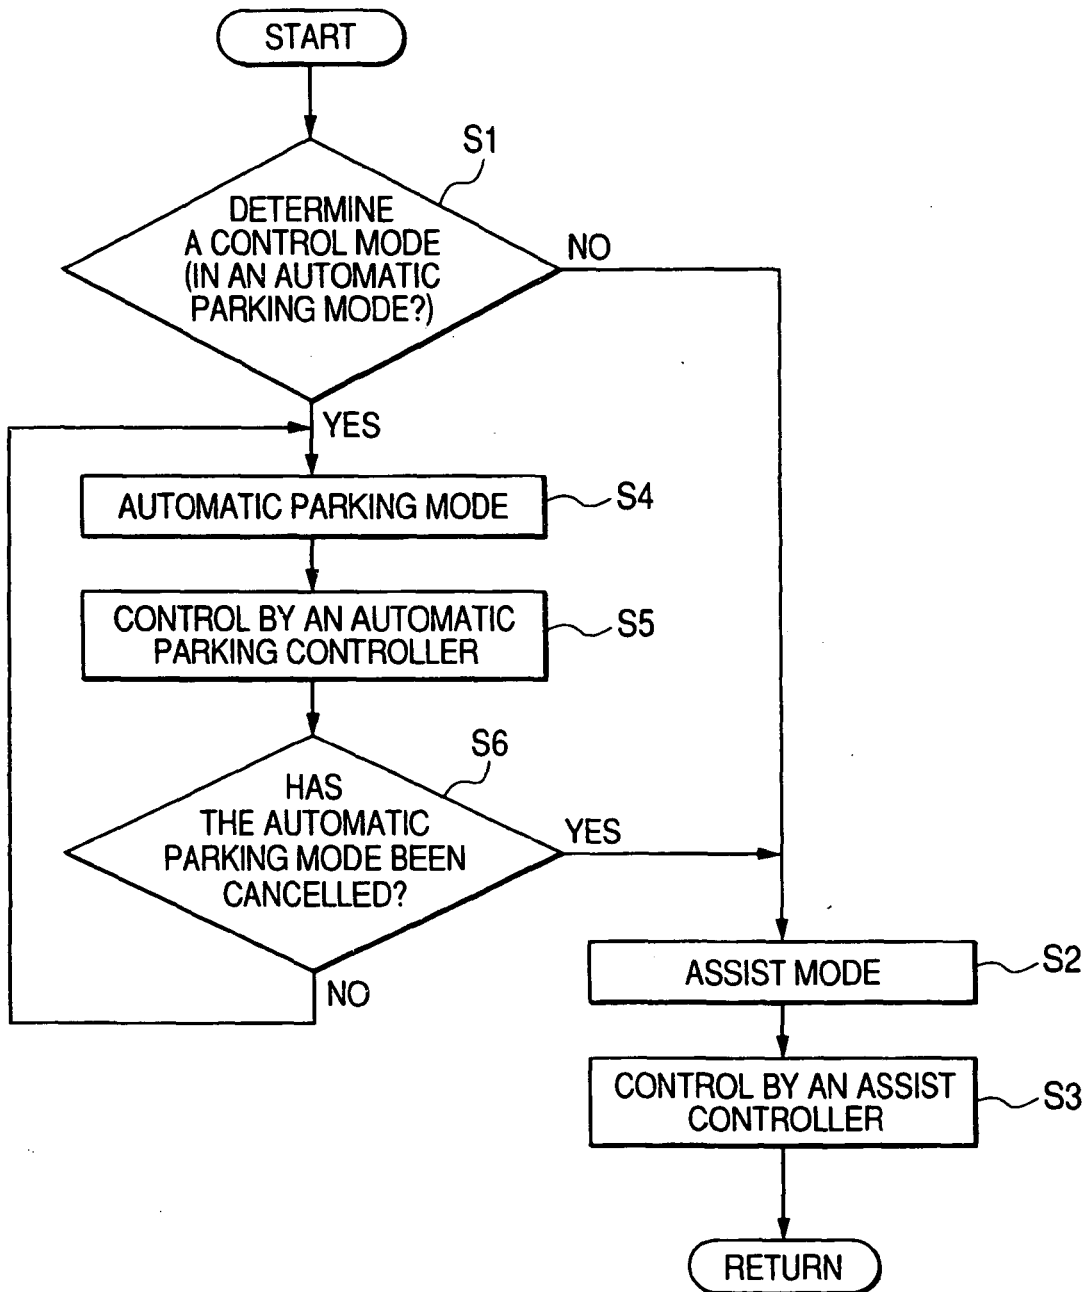 START
S1
DETERMINE
A CONTROL MODE
(IN AN AUTOMATIC
PARKING MODE?)
NO
YES
AUTOMATIC PARKING MODE
S4
CONTROL BY AN AUTOMATIC
PARKING CONTROLLER
S5
S6
HAS
THE AUTOMATIC
PARKING MODE BEEN
CANCELLED?
YES
NO
ASSIST MODE
S2
CONTROL BY AN ASSIST
CONTROLLER
S3
RETURN